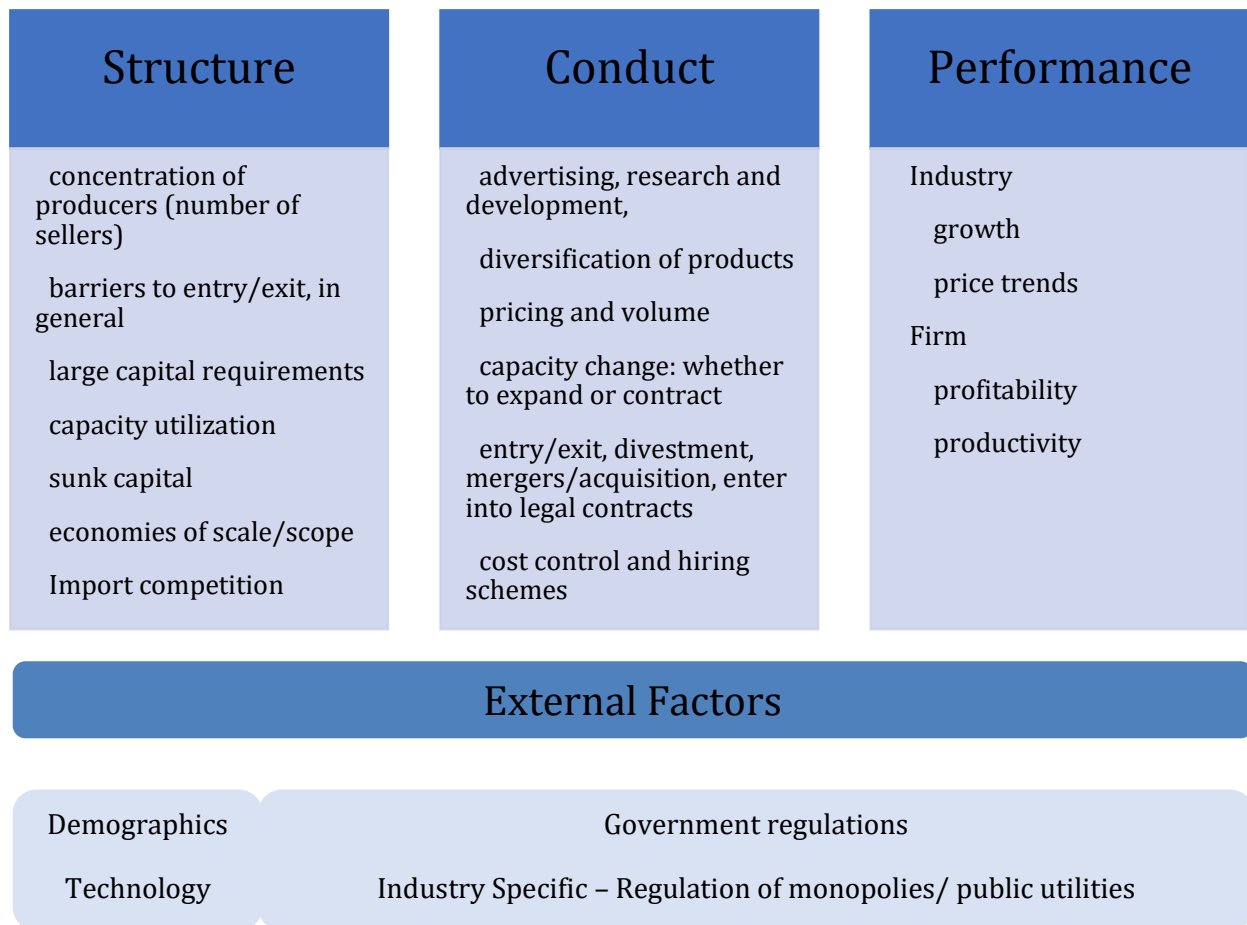 Structure
concentration of
producers (number of
sellers)
barriers to entry/exit, in
general
large capital requirements
capacity utilization
sunk capital
economies of scale/scope
Import competition
Conduct
advertising, research and
development,
diversification of products
pricing and volume
capacity change: whether
to expand or contract
entry/exit, divestment,
mergers/acquisition, enter
into legal contracts
cost control and hiring
schemes
Performance
Industry
growth
price trends
Firm
profitability
productivity
External Factors
Demographics
Technology
Government regulations
Industry Specific – Regulation of monopolies/ public utilities